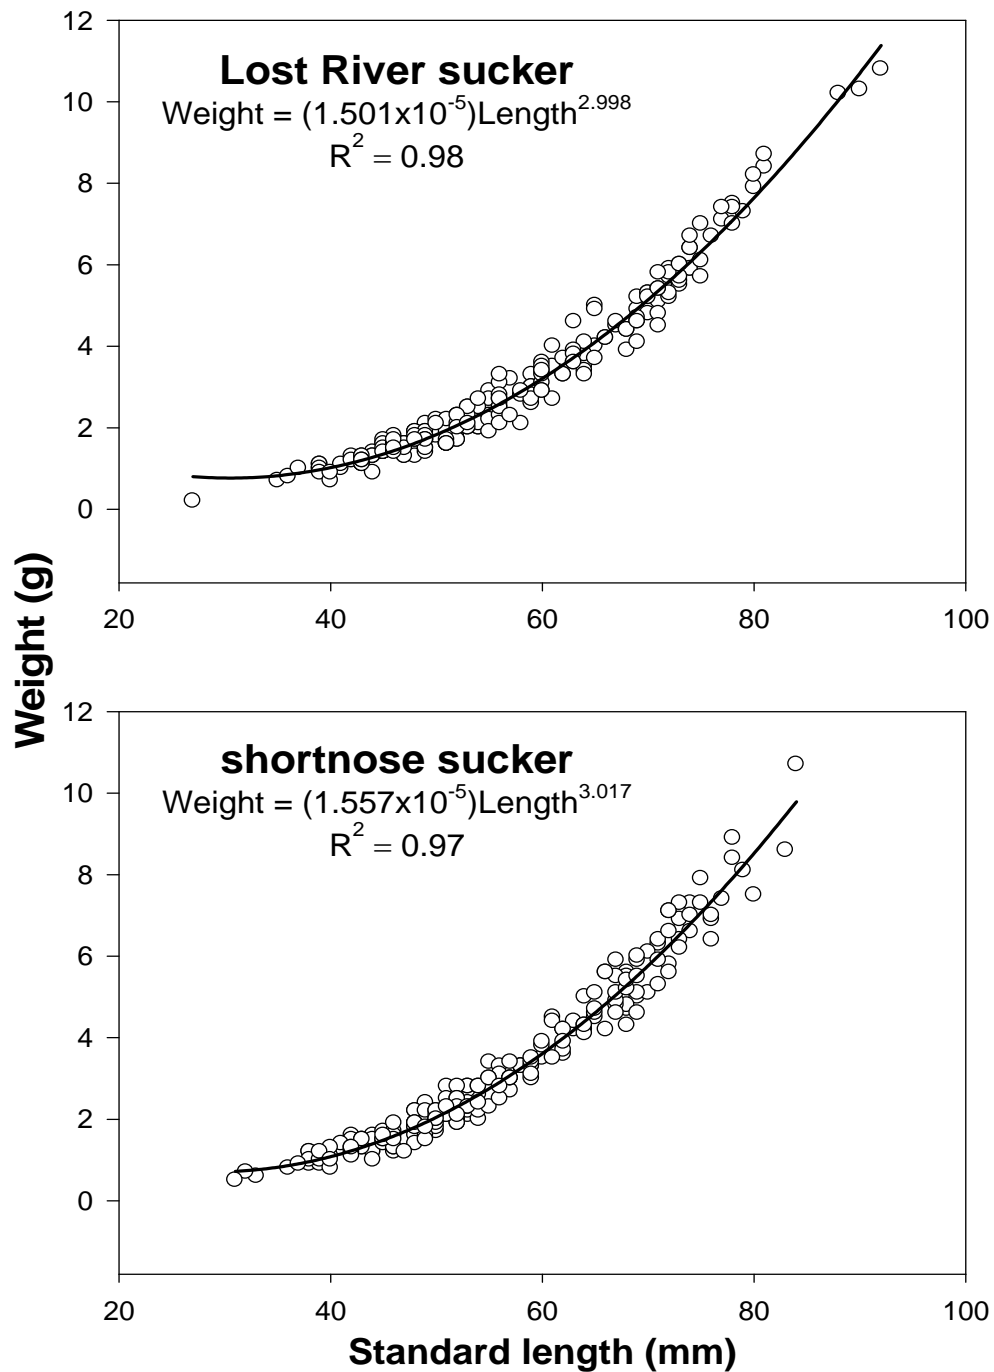 12
Lost River sucker
Weight = (1.501x10⁻⁵)Length²·⁹⁹⁸
R² = 0.98
10
8
6
4
2
0
20 40 60 80 100
Weight (g)
12
shortnose sucker
Weight = (1.557x10⁻⁵)Length³·⁰¹⁷
R² = 0.97
10
8
6
4
2
0
20 40 60 80 100
Standard length (mm)